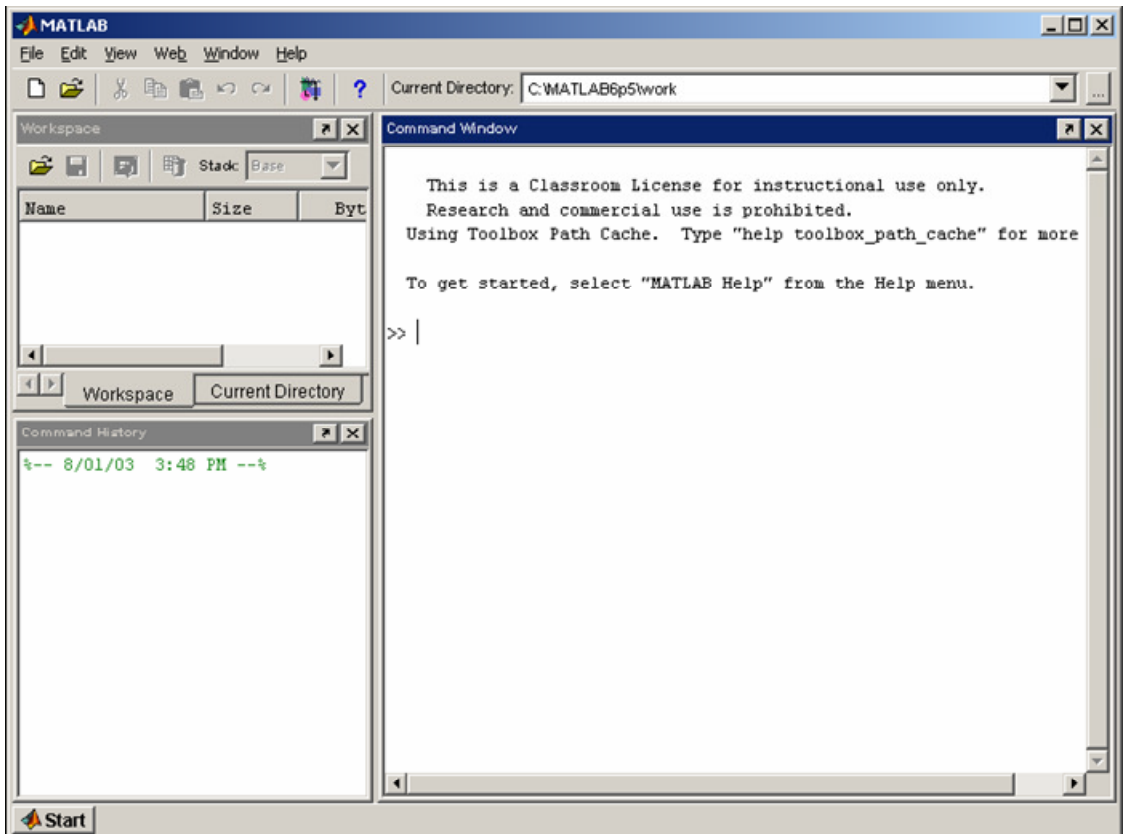 MATLAB
File Edit View Web Window Help
? Current Directory: C:\MATLAB6p5\work ...
Workspace
Stack: Base
Name Size Byt
Workspace Current Directory
Command History
%-- 8/01/03 3:48 PM --%
Command Window
This is a Classroom License for instructional use only.
Research and commercial use is prohibited.
Using Toolbox Path Cache. Type "help toolbox_path_cache" for more
To get started, select "MATLAB Help" from the Help menu.
>>
Start